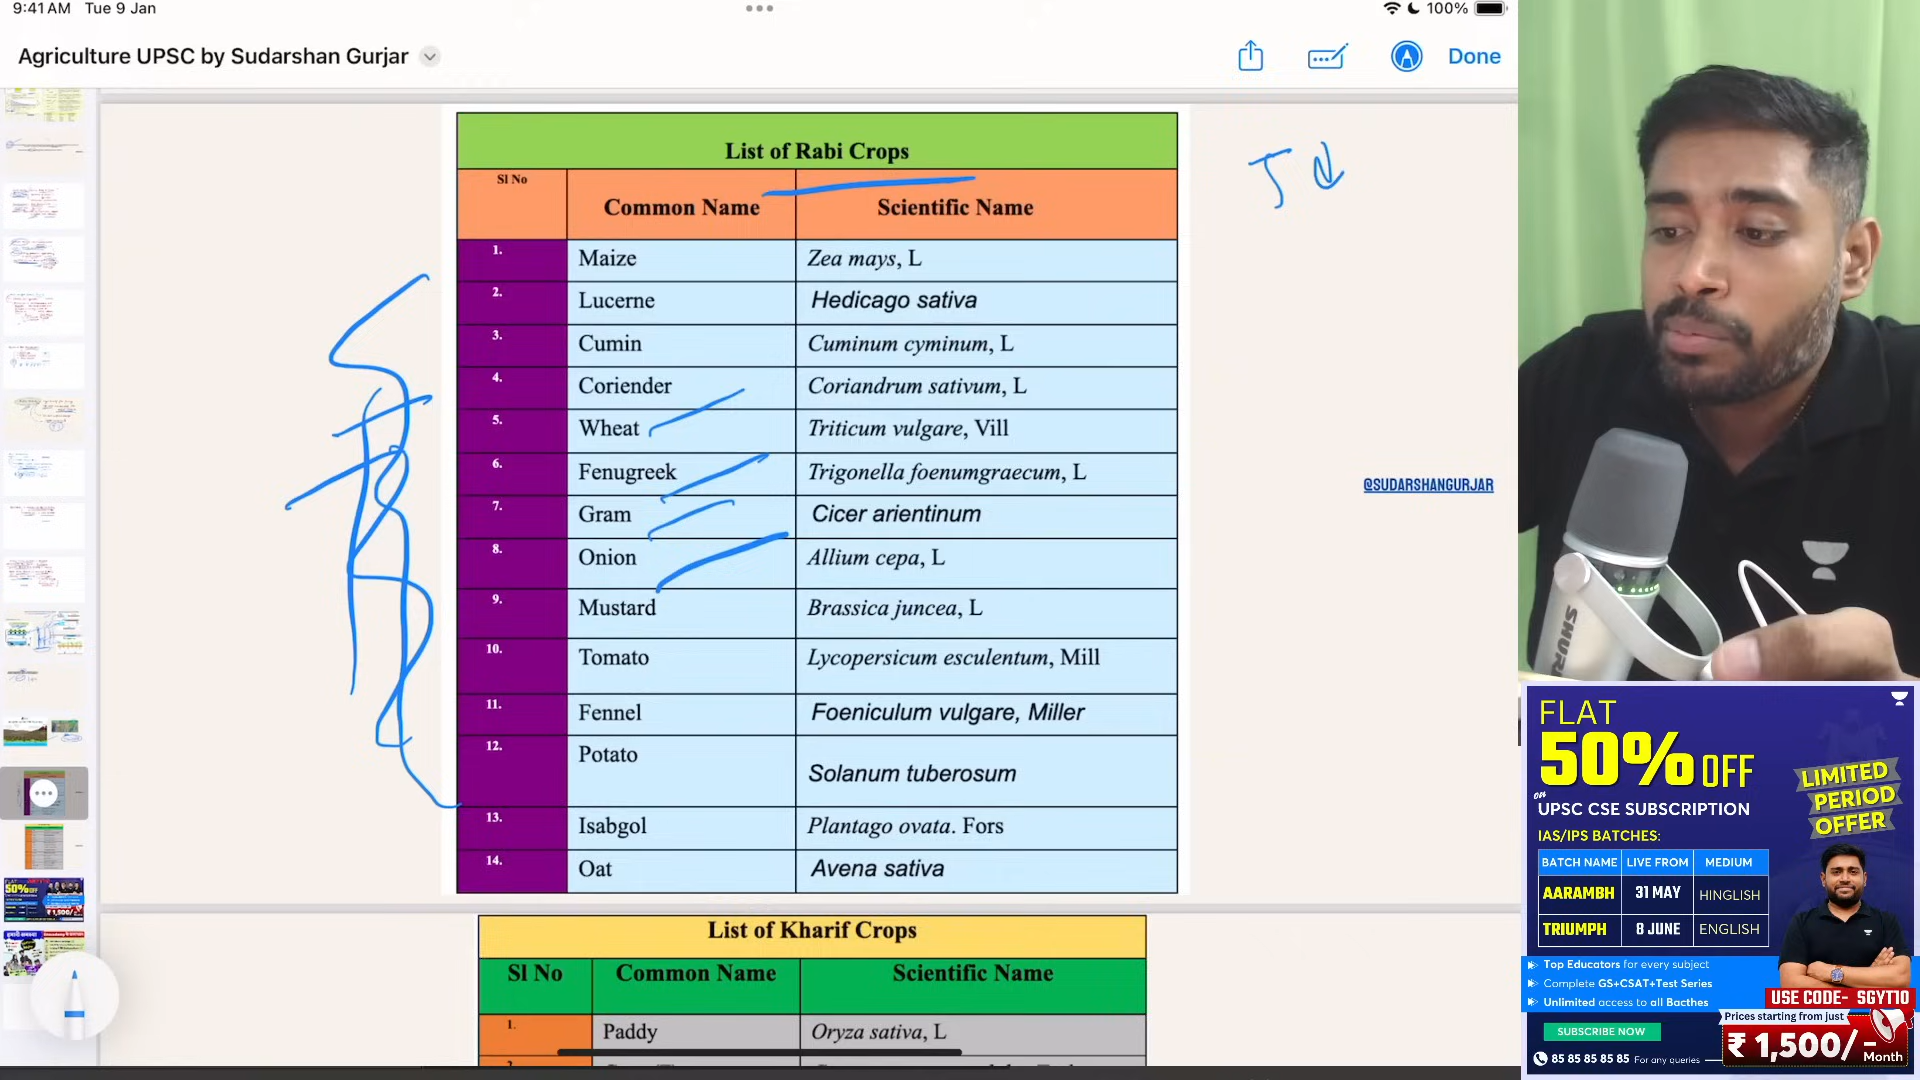 9:41 AM Tue 9 Jan
100%
Agriculture UPSC by Sudarshan Gurjar
Done
List of Rabi Crops
Sl No Common Name Scientific Name
1. Maize Zea mays, L
2. Lucerne Hedicago sativa
3. Cumin Cuminum cyminum, L
4. Coriender Coriandrum sativum, L
5. Wheat Triticum vulgare, Vill
6. Fenugreek Trigonella foenumgraecum, L
7. Gram Cicer arientinum
8. Onion Allium cepa, L
9. Mustard Brassica juncea, L
10. Tomato Lycopersicum esculentum, Mill
11. Fennel Foeniculum vulgare, Miller
12. Potato Solanum tuberosum
13. Isabgol Plantago ovata. Fors
14. Oat Avena sativa
List of Kharif Crops
Sl No Common Name Scientific Name
1. Paddy Oryza sativa, L
@SUDARSHANGURJAR
SHURE
FLAT
50% OFF
on
UPSC CSE SUBSCRIPTION
LIMITED
PERIOD
OFFER
IAS/IPS BATCHES:
BATCH NAME LIVE FROM MEDIUM
AARAMBH 31 MAY HINGLISH
TRIUMPH 8 JUNE ENGLISH
Top Educators for every subject
Complete GS+CSAT+Test Series
Unlimited access to all Bacthes
USE CODE- SGYT10
SUBSCRIBE NOW
Prices starting from just
₹ 1,500/-
Month
85 85 85 85 85 For any queries